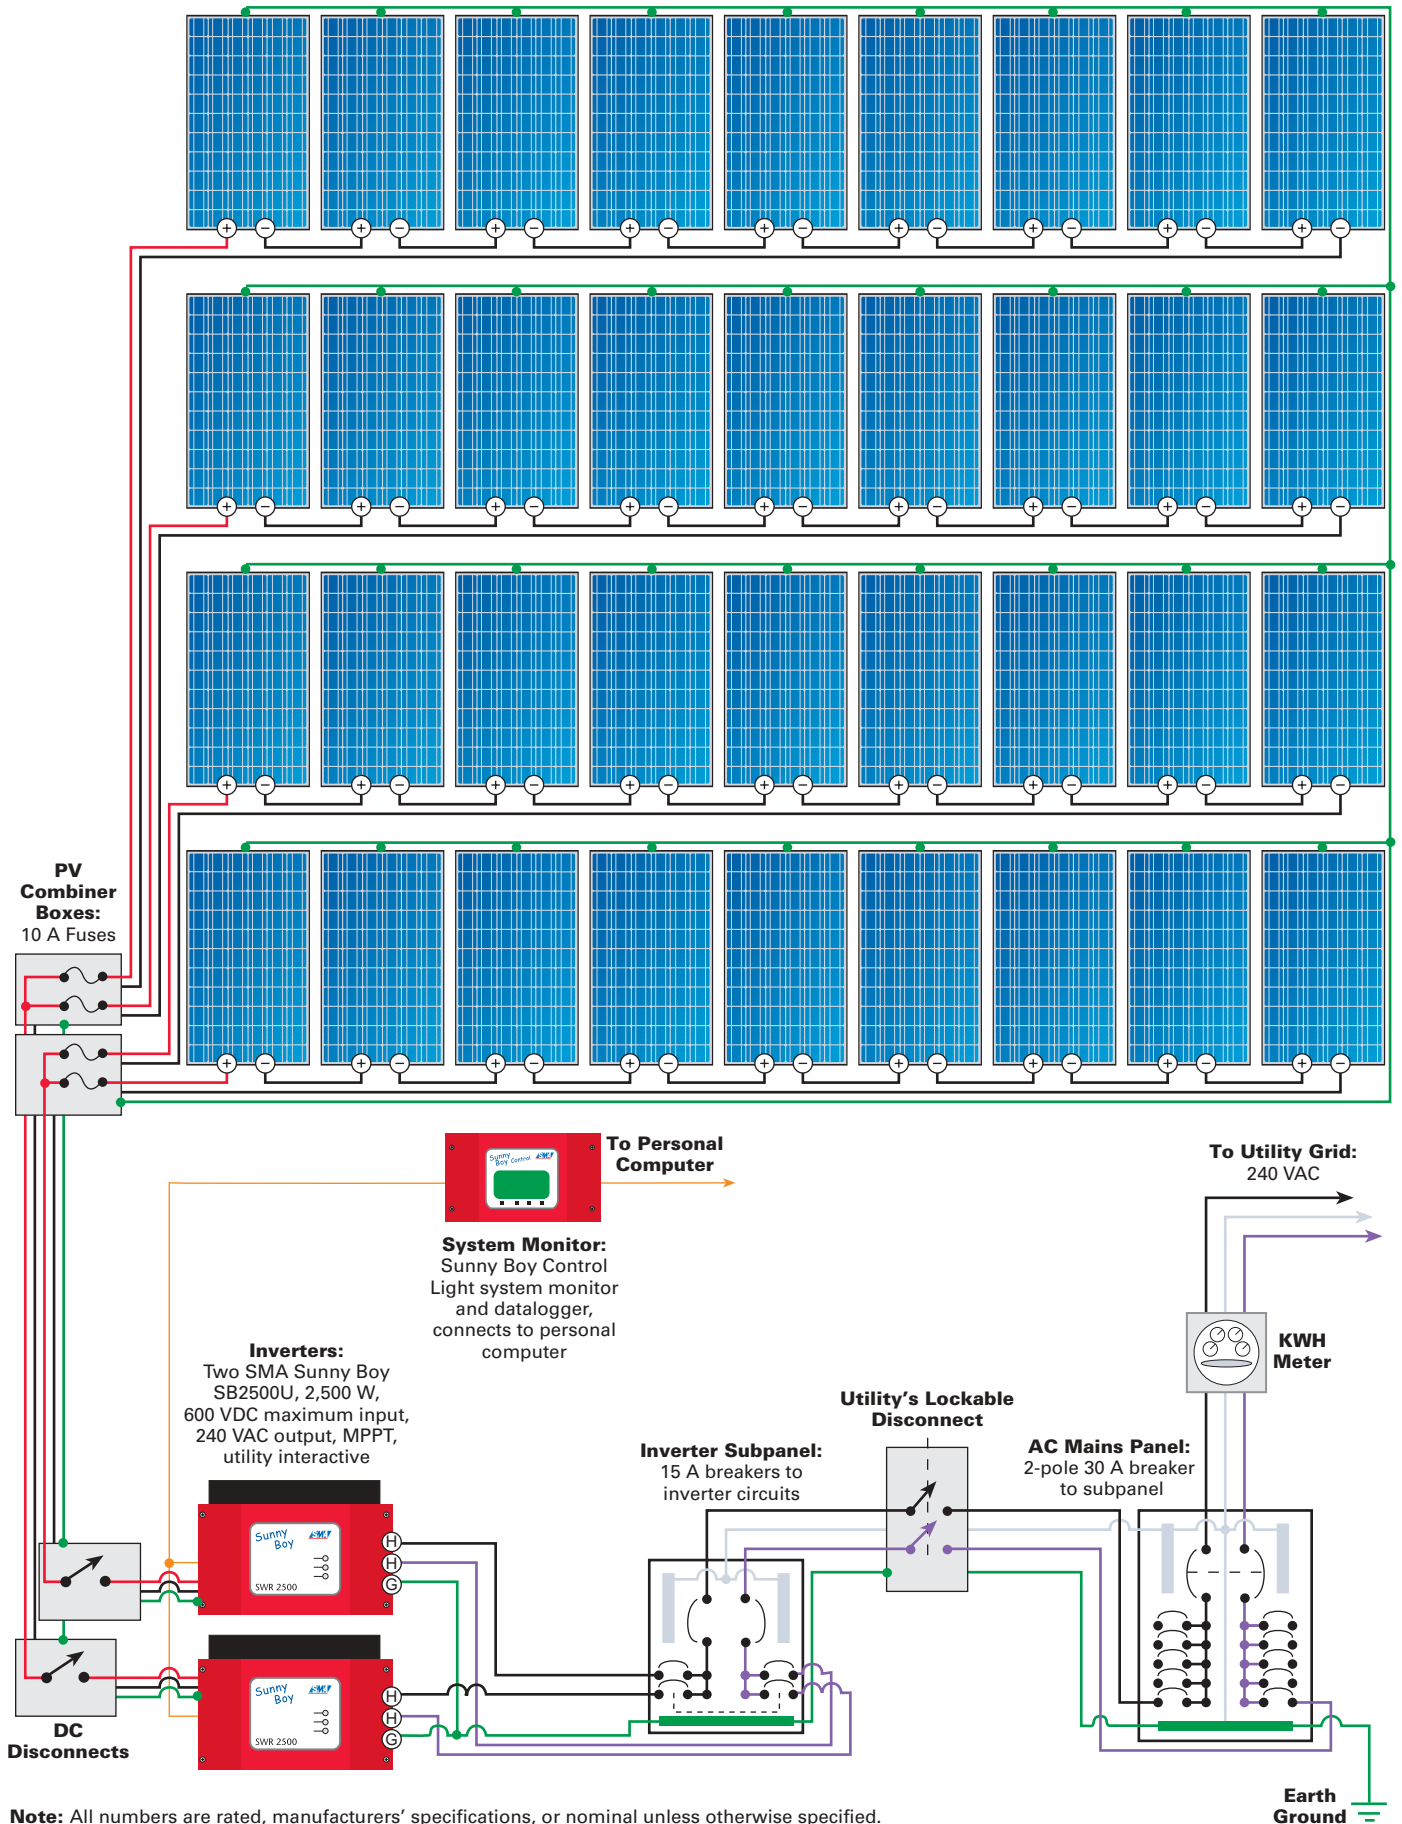 PV
Combiner
Boxes:
10 A Fuses
Sunny
Boy Control SMA
To Personal
Computer
System Monitor:
Sunny Boy Control
Light system monitor
and datalogger,
connects to personal
computer
To Utility Grid:
240 VAC
KWH
Meter
Inverters:
Two SMA Sunny Boy
SB2500U, 2,500 W,
600 VDC maximum input,
240 VAC output, MPPT,
utility interactive
Utility’s Lockable
Disconnect
Inverter Subpanel:
15 A breakers to
inverter circuits
AC Mains Panel:
2-pole 30 A breaker
to subpanel
Sunny
Boy
SMA
SWR 2500
H
H
G
Sunny
Boy
SMA
SWR 2500
H
H
G
DC
Disconnects
Earth
Ground
Note: All numbers are rated, manufacturers’ specifications, or nominal unless otherwise specified.